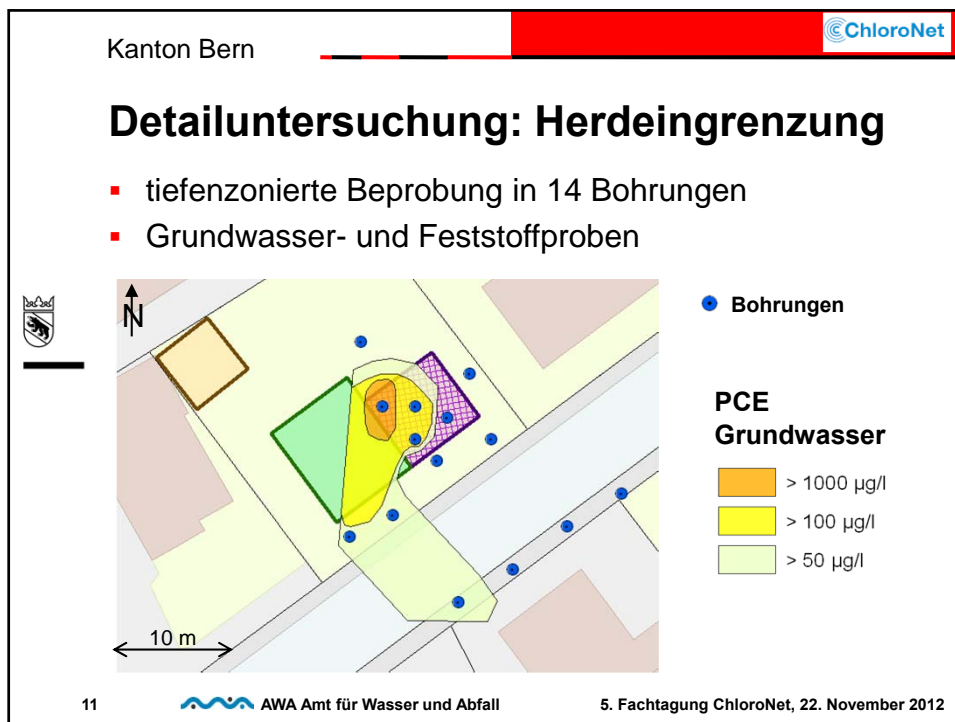 ©ChloroNet
Kanton Bern
Detailuntersuchung: Herdeingrenzung
▪ tiefenzonierte Beprobung in 14 Bohrungen
▪ Grundwasser- und Feststoffproben
N
Bohrungen
PCE
Grundwasser
> 1000 µg/l
> 100 µg/l
> 50 µg/l
10 m
11 AWA Amt für Wasser und Abfall 5. Fachtagung ChloroNet, 22. November 2012